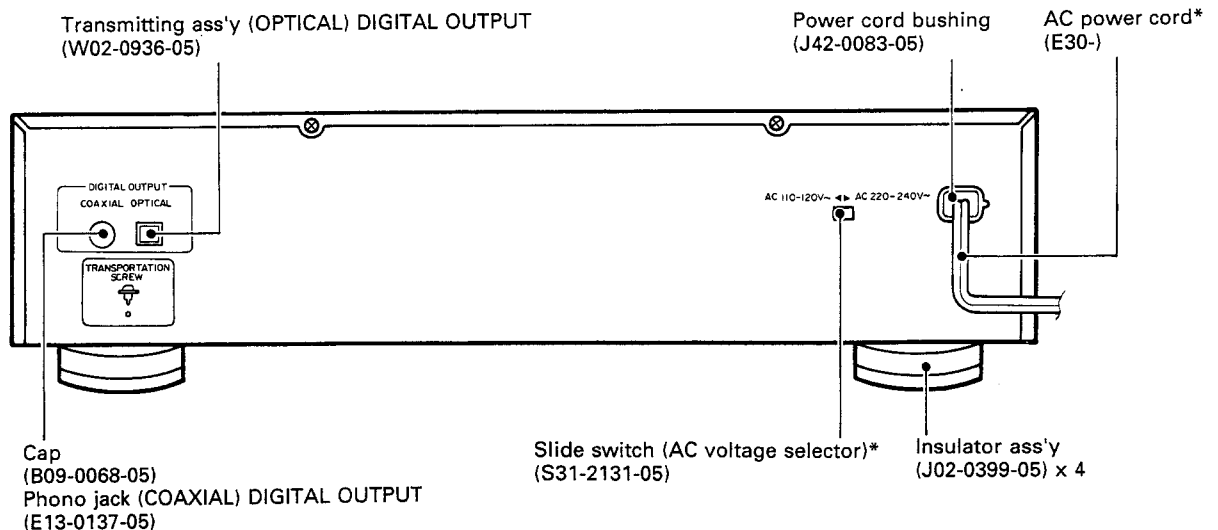 Transmitting ass'y (OPTICAL) DIGITAL OUTPUT
(W02-0936-05)
Power cord bushing
(J42-0083-05)
AC power cord*
(E30-)
DIGITAL OUTPUT
COAXIAL OPTICAL
TRANSPORTATION
SCREW
AC 110-120V~ ◄► AC 220-240V~
Cap
(B09-0068-05)
Phono jack (COAXIAL) DIGITAL OUTPUT
(E13-0137-05)
Slide switch (AC voltage selector)*
(S31-2131-05)
Insulator ass'y
(J02-0399-05) x 4